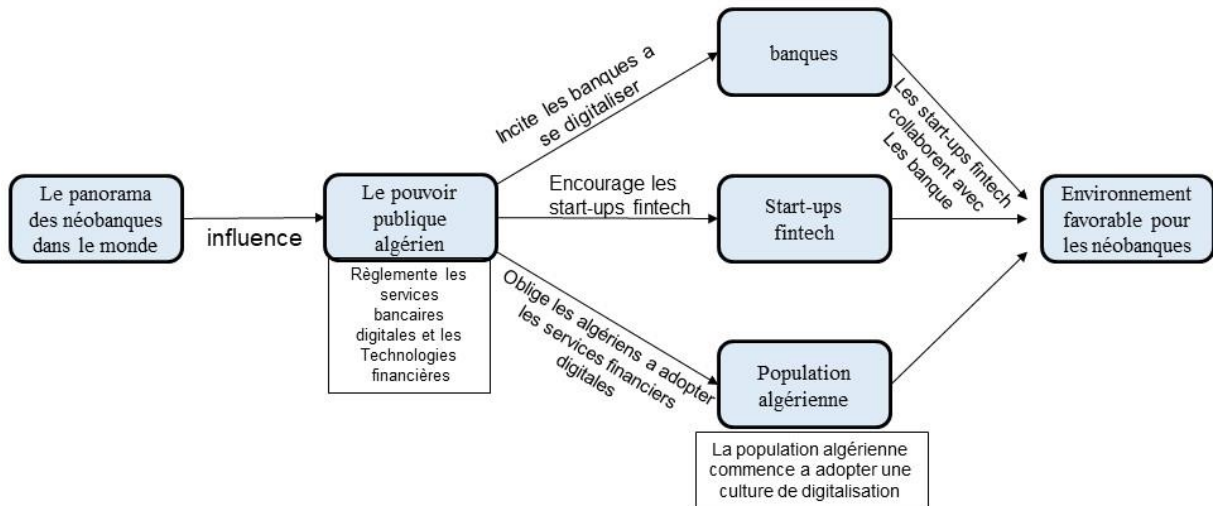 Le panorama
des néobanques
dans le monde
influence
Le pouvoir
publique
algérien
Règlemente les
services
bancaires
digitales et les
Technologies
financières
Incite les banques a
se digitaliser
Encourage les
start-ups fintech
Oblige les algériens a adopter
les services financiers
digitales
banques
Start-ups
fintech
Population
algérienne
La population algérienne
commence a adopter une
culture de digitalisation
Les start-ups fintech
collaborent avec
Les banque
Environnement
favorable pour
les néobanques